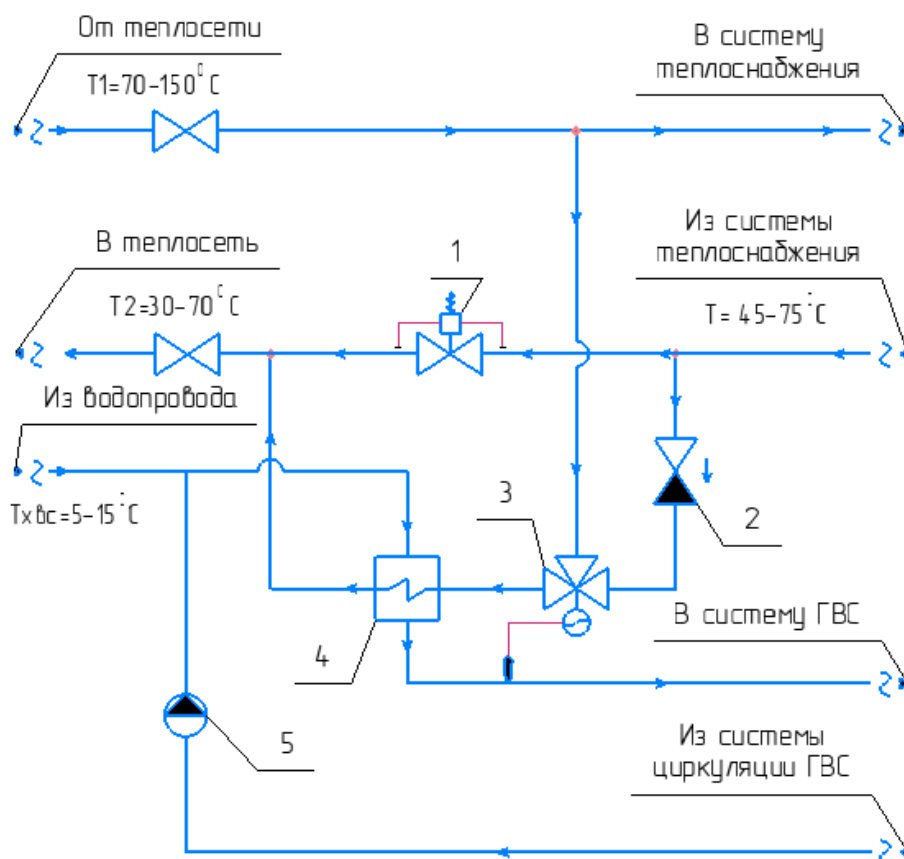 От теплосети
Т1=70-150°С
В систему
теплоснабжения
В теплосеть
Т2=30-70°С
1
Из системы
теплоснабжения
Т= 45-75°С
Из водопровода
Тхвс=5-15°С
3
2
4
В систему ГВС
5
Из системы
циркуляции ГВС